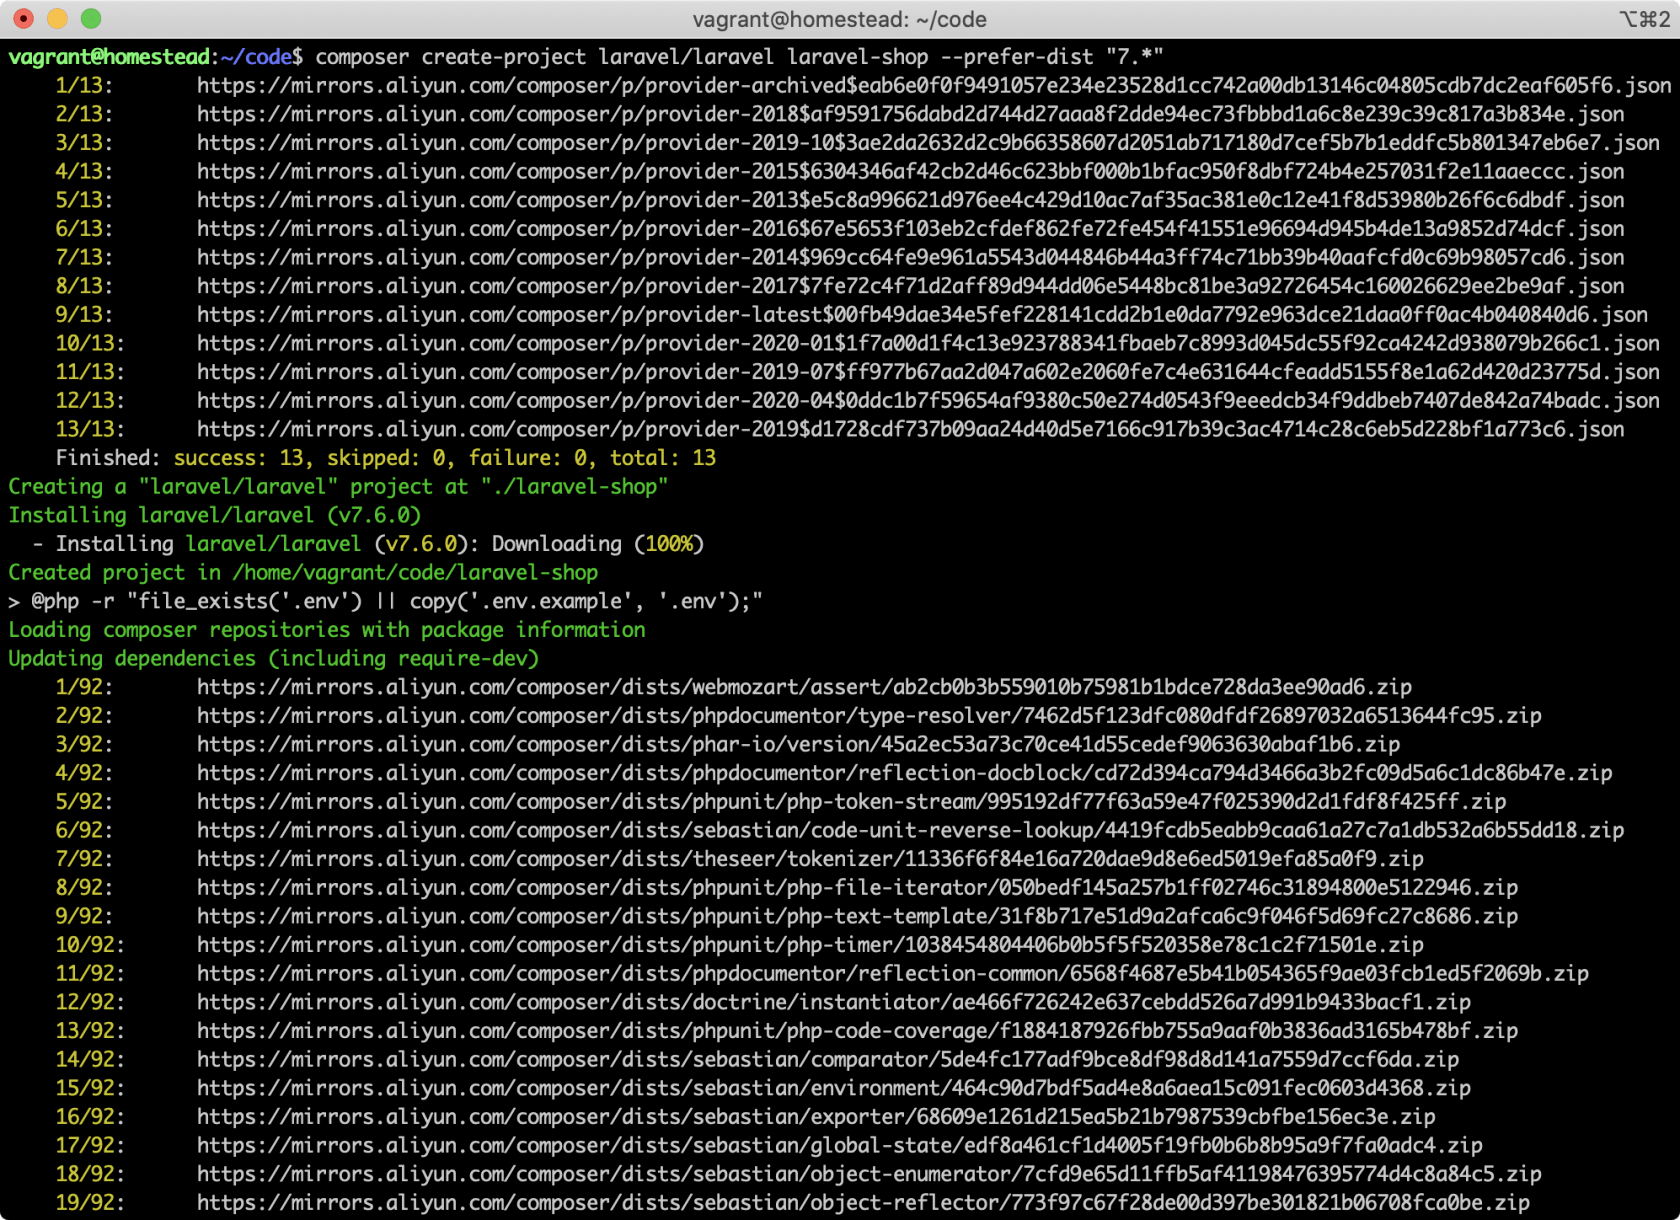 vagrant@homestead: ~/code
⌥⌘2
vagrant@homestead:~/code$ composer create-project laravel/laravel laravel-shop --prefer-dist "7.*"
1/13: https://mirrors.aliyun.com/composer/p/provider-archived$eab6e0f0f9491057e234e23528d1cc742a00db13146c04805cdb7dc2eaf605f6.json
2/13: https://mirrors.aliyun.com/composer/p/provider-2018$af9591756dabd2d744d27aaa8f2dde94ec73fbbbd1a6c8e239c39c817a3b834e.json
3/13: https://mirrors.aliyun.com/composer/p/provider-2019-10$3ae2da2632d2c9b66358607d2051ab717180d7cef5b7b1eddfc5b801347eb6e7.json
4/13: https://mirrors.aliyun.com/composer/p/provider-2015$6304346af42cb2d46c623bbf000b1bfac950f8dbf724b4e257031f2e11aaeccc.json
5/13: https://mirrors.aliyun.com/composer/p/provider-2013$e5c8a996621d976ee4c429d10ac7af35ac381e0c12e41f8d53980b26f6c6dbdf.json
6/13: https://mirrors.aliyun.com/composer/p/provider-2016$67e5653f103eb2cfdef862fe72fe454f41551e96694d945b4de13a9852d74dcf.json
7/13: https://mirrors.aliyun.com/composer/p/provider-2014$969cc64fe9e961a5543d044846b44a3ff74c71bb39b40aafcfd0c69b98057cd6.json
8/13: https://mirrors.aliyun.com/composer/p/provider-2017$7fe72c4f71d2aff89d944dd06e5448bc81be3a92726454c160026629ee2be9af.json
9/13: https://mirrors.aliyun.com/composer/p/provider-latest$00fb49dae34e5fef228141cdd2b1e0da7792e963dce21daa0ff0ac4b040840d6.json
10/13: https://mirrors.aliyun.com/composer/p/provider-2020-01$1f7a00d1f4c13e923788341fbaeb7c8993d045dc55f92ca4242d938079b266c1.json
11/13: https://mirrors.aliyun.com/composer/p/provider-2019-07$ff977b67aa2d047a602e2060fe7c4e631644cfeadd5155f8e1a62d420d23775d.json
12/13: https://mirrors.aliyun.com/composer/p/provider-2020-04$0ddc1b7f59654af9380c50e274d0543f9eeedcb34f9ddbeb7407de842a74badc.json
13/13: https://mirrors.aliyun.com/composer/p/provider-2019$d1728cdf737b09aa24d40d5e7166c917b39c3ac4714c28c6eb5d228bf1a773c6.json
Finished: success: 13, skipped: 0, failure: 0, total: 13
Creating a "laravel/laravel" project at "./laravel-shop"
Installing laravel/laravel (v7.6.0)
- Installing laravel/laravel (v7.6.0): Downloading (100%)
Created project in /home/vagrant/code/laravel-shop
> @php -r "file_exists('.env') || copy('.env.example', '.env');"
Loading composer repositories with package information
Updating dependencies (including require-dev)
1/92: https://mirrors.aliyun.com/composer/dists/webmozart/assert/ab2cb0b3b559010b75981b1bdce728da3ee90ad6.zip
2/92: https://mirrors.aliyun.com/composer/dists/phpdocumentor/type-resolver/7462d5f123dfc080dfdf26897032a6513644fc95.zip
3/92: https://mirrors.aliyun.com/composer/dists/phar-io/version/45a2ec53a73c70ce41d55cedef9063630abaf1b6.zip
4/92: https://mirrors.aliyun.com/composer/dists/phpdocumentor/reflection-docblock/cd72d394ca794d3466a3b2fc09d5a6c1dc86b47e.zip
5/92: https://mirrors.aliyun.com/composer/dists/phpunit/php-token-stream/995192df77f63a59e47f025390d2d1fdf8f425ff.zip
6/92: https://mirrors.aliyun.com/composer/dists/sebastian/code-unit-reverse-lookup/4419fcdb5eabb9caa61a27c7a1db532a6b55dd18.zip
7/92: https://mirrors.aliyun.com/composer/dists/theseer/tokenizer/11336f6f84e16a720dae9d8e6ed5019efa85a0f9.zip
8/92: https://mirrors.aliyun.com/composer/dists/phpunit/php-file-iterator/050bedf145a257b1ff02746c31894800e5122946.zip
9/92: https://mirrors.aliyun.com/composer/dists/phpunit/php-text-template/31f8b717e51d9a2afca6c9f046f5d69fc27c8686.zip
10/92: https://mirrors.aliyun.com/composer/dists/phpunit/php-timer/1038454804406b0b5f5f520358e78c1c2f71501e.zip
11/92: https://mirrors.aliyun.com/composer/dists/phpdocumentor/reflection-common/6568f4687e5b41b054365f9ae03fcb1ed5f2069b.zip
12/92: https://mirrors.aliyun.com/composer/dists/doctrine/instantiator/ae466f726242e637cebdd526a7d991b9433bacf1.zip
13/92: https://mirrors.aliyun.com/composer/dists/phpunit/php-code-coverage/f1884187926fbb755a9aaf0b3836ad3165b478bf.zip
14/92: https://mirrors.aliyun.com/composer/dists/sebastian/comparator/5de4fc177adf9bce8df98d8d141a7559d7ccf6da.zip
15/92: https://mirrors.aliyun.com/composer/dists/sebastian/environment/464c90d7bdf5ad4e8a6aea15c091fec0603d4368.zip
16/92: https://mirrors.aliyun.com/composer/dists/sebastian/exporter/68609e1261d215ea5b21b7987539cbfbe156ec3e.zip
17/92: https://mirrors.aliyun.com/composer/dists/sebastian/global-state/edf8a461cf1d4005f19fb0b6b8b95a9f7fa0adc4.zip
18/92: https://mirrors.aliyun.com/composer/dists/sebastian/object-enumerator/7cfd9e65d11ffb5af41198476395774d4c8a84c5.zip
19/92: https://mirrors.aliyun.com/composer/dists/sebastian/object-reflector/773f97c67f28de00d397be301821b06708fca0be.zip